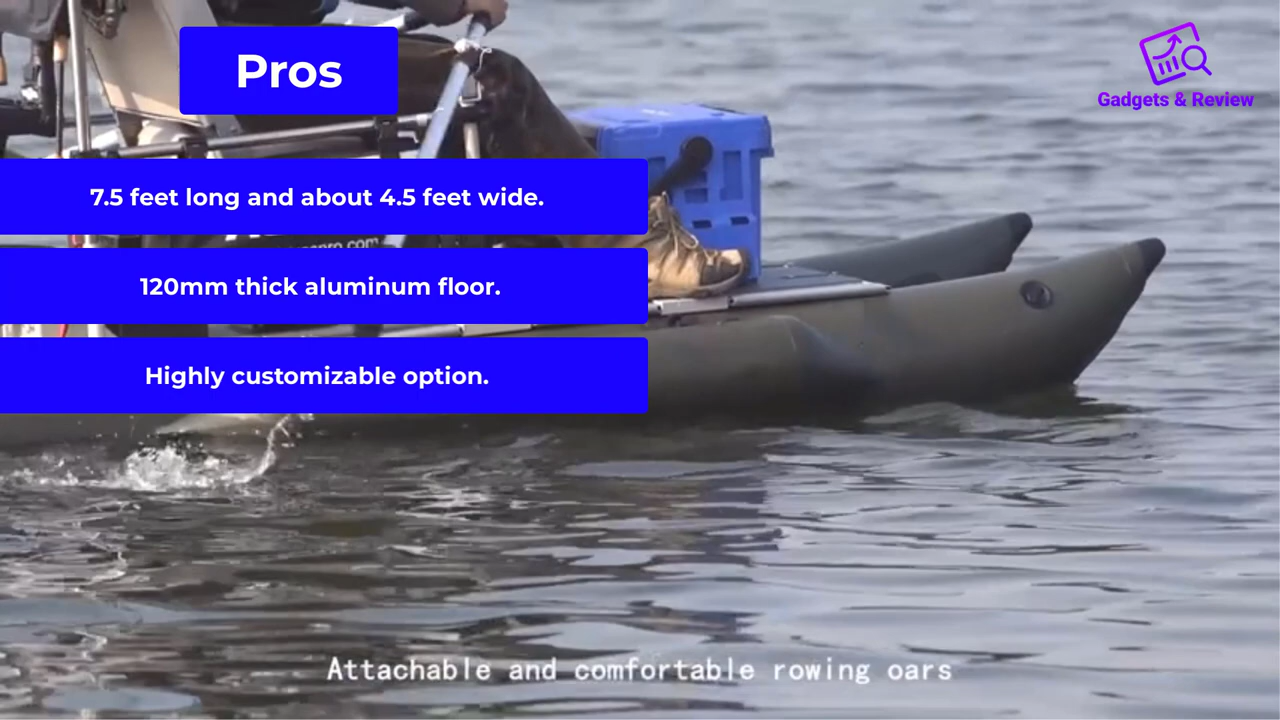 Pros
Gadgets & Review
7.5 feet long and about 4.5 feet wide.
120mm thick aluminum floor.
Highly customizable option.
Attachable and comfortable rowing oars